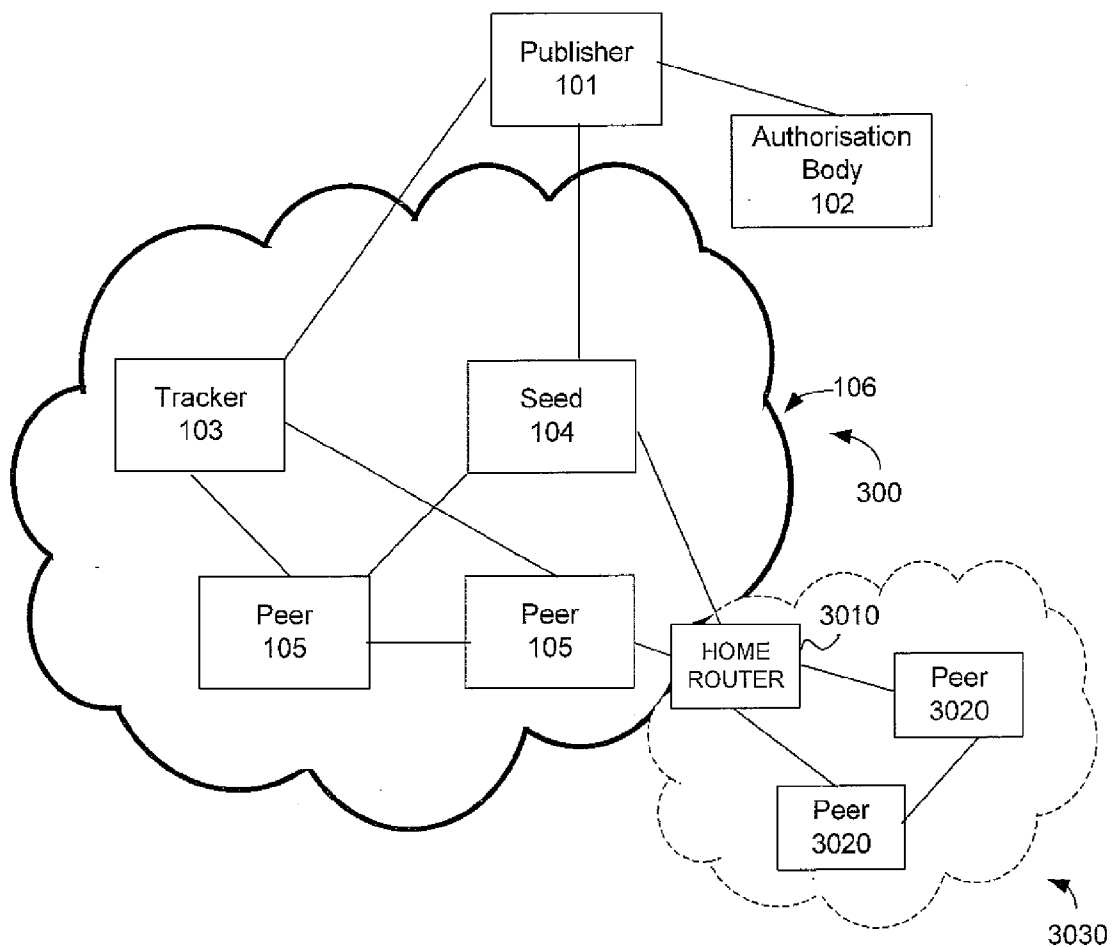 Publisher
101
Authorisation
Body
102
Tracker
103
Seed
104
106
300
Peer
105
Peer
105
3010
HOME
ROUTER
Peer
3020
Peer
3020
3030